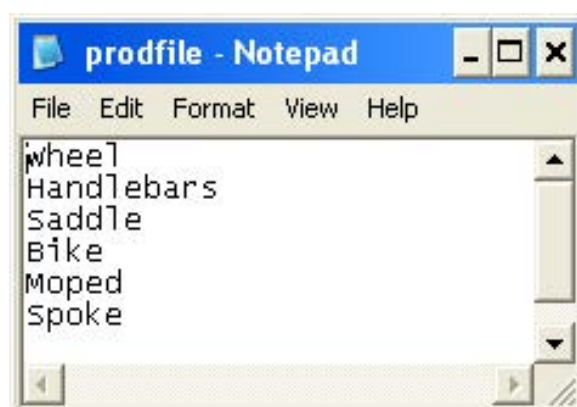 prodfile - Notepad
File Edit Format View Help
Wheel
Handlebars
Saddle
Bike
Moped
Spoke